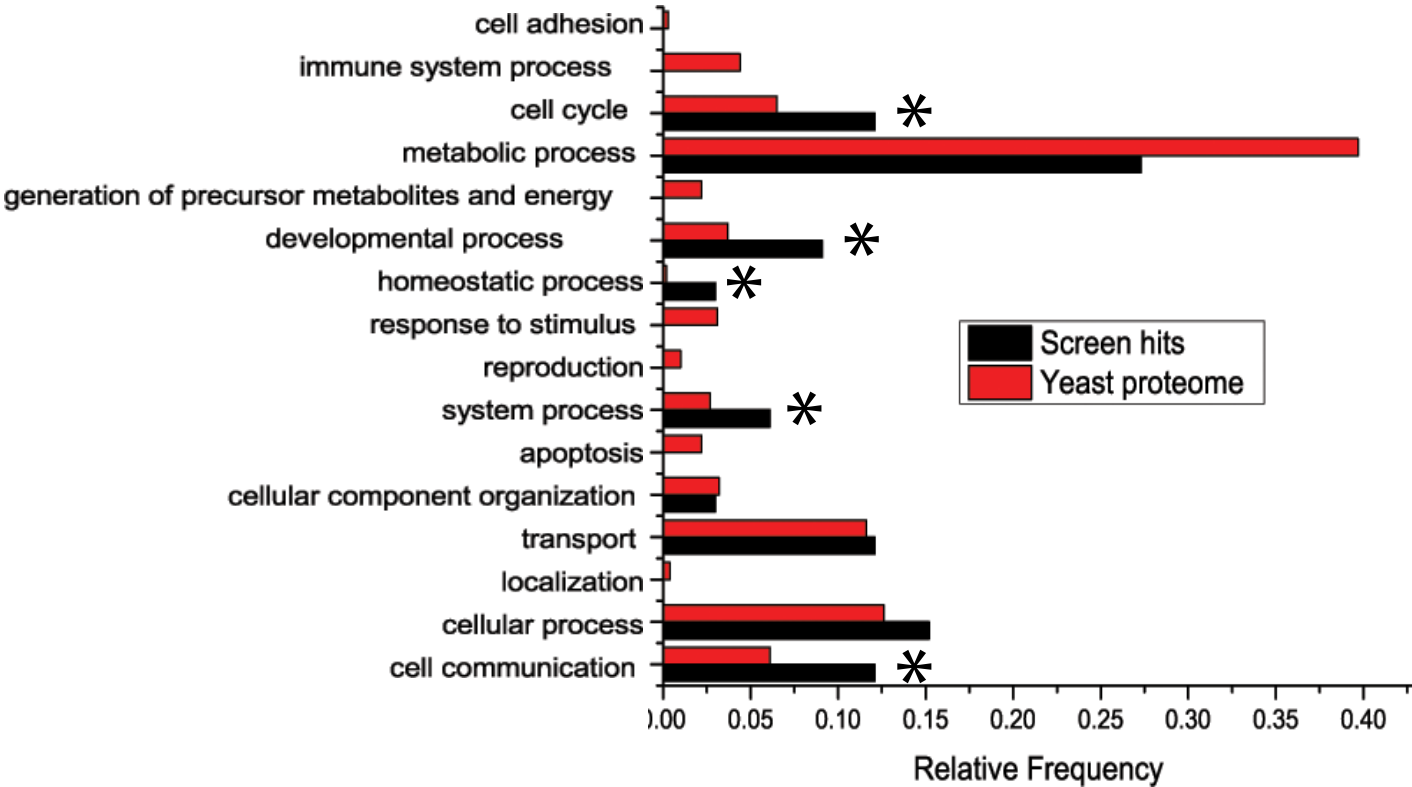 cell adhesion
immune system process
cell cycle
*
metabolic process
generation of precursor metabolites and energy
developmental process
*
homeostatic process
*
response to stimulus
Screen hits
reproduction
Yeast proteome
system process
*
apoptosis
cellular component organization
transport
localization
cellular process
cell communication
*
0.00 0.05 0.10 0.15 0.20 0.25 0.30 0.35 0.40
Relative Frequency